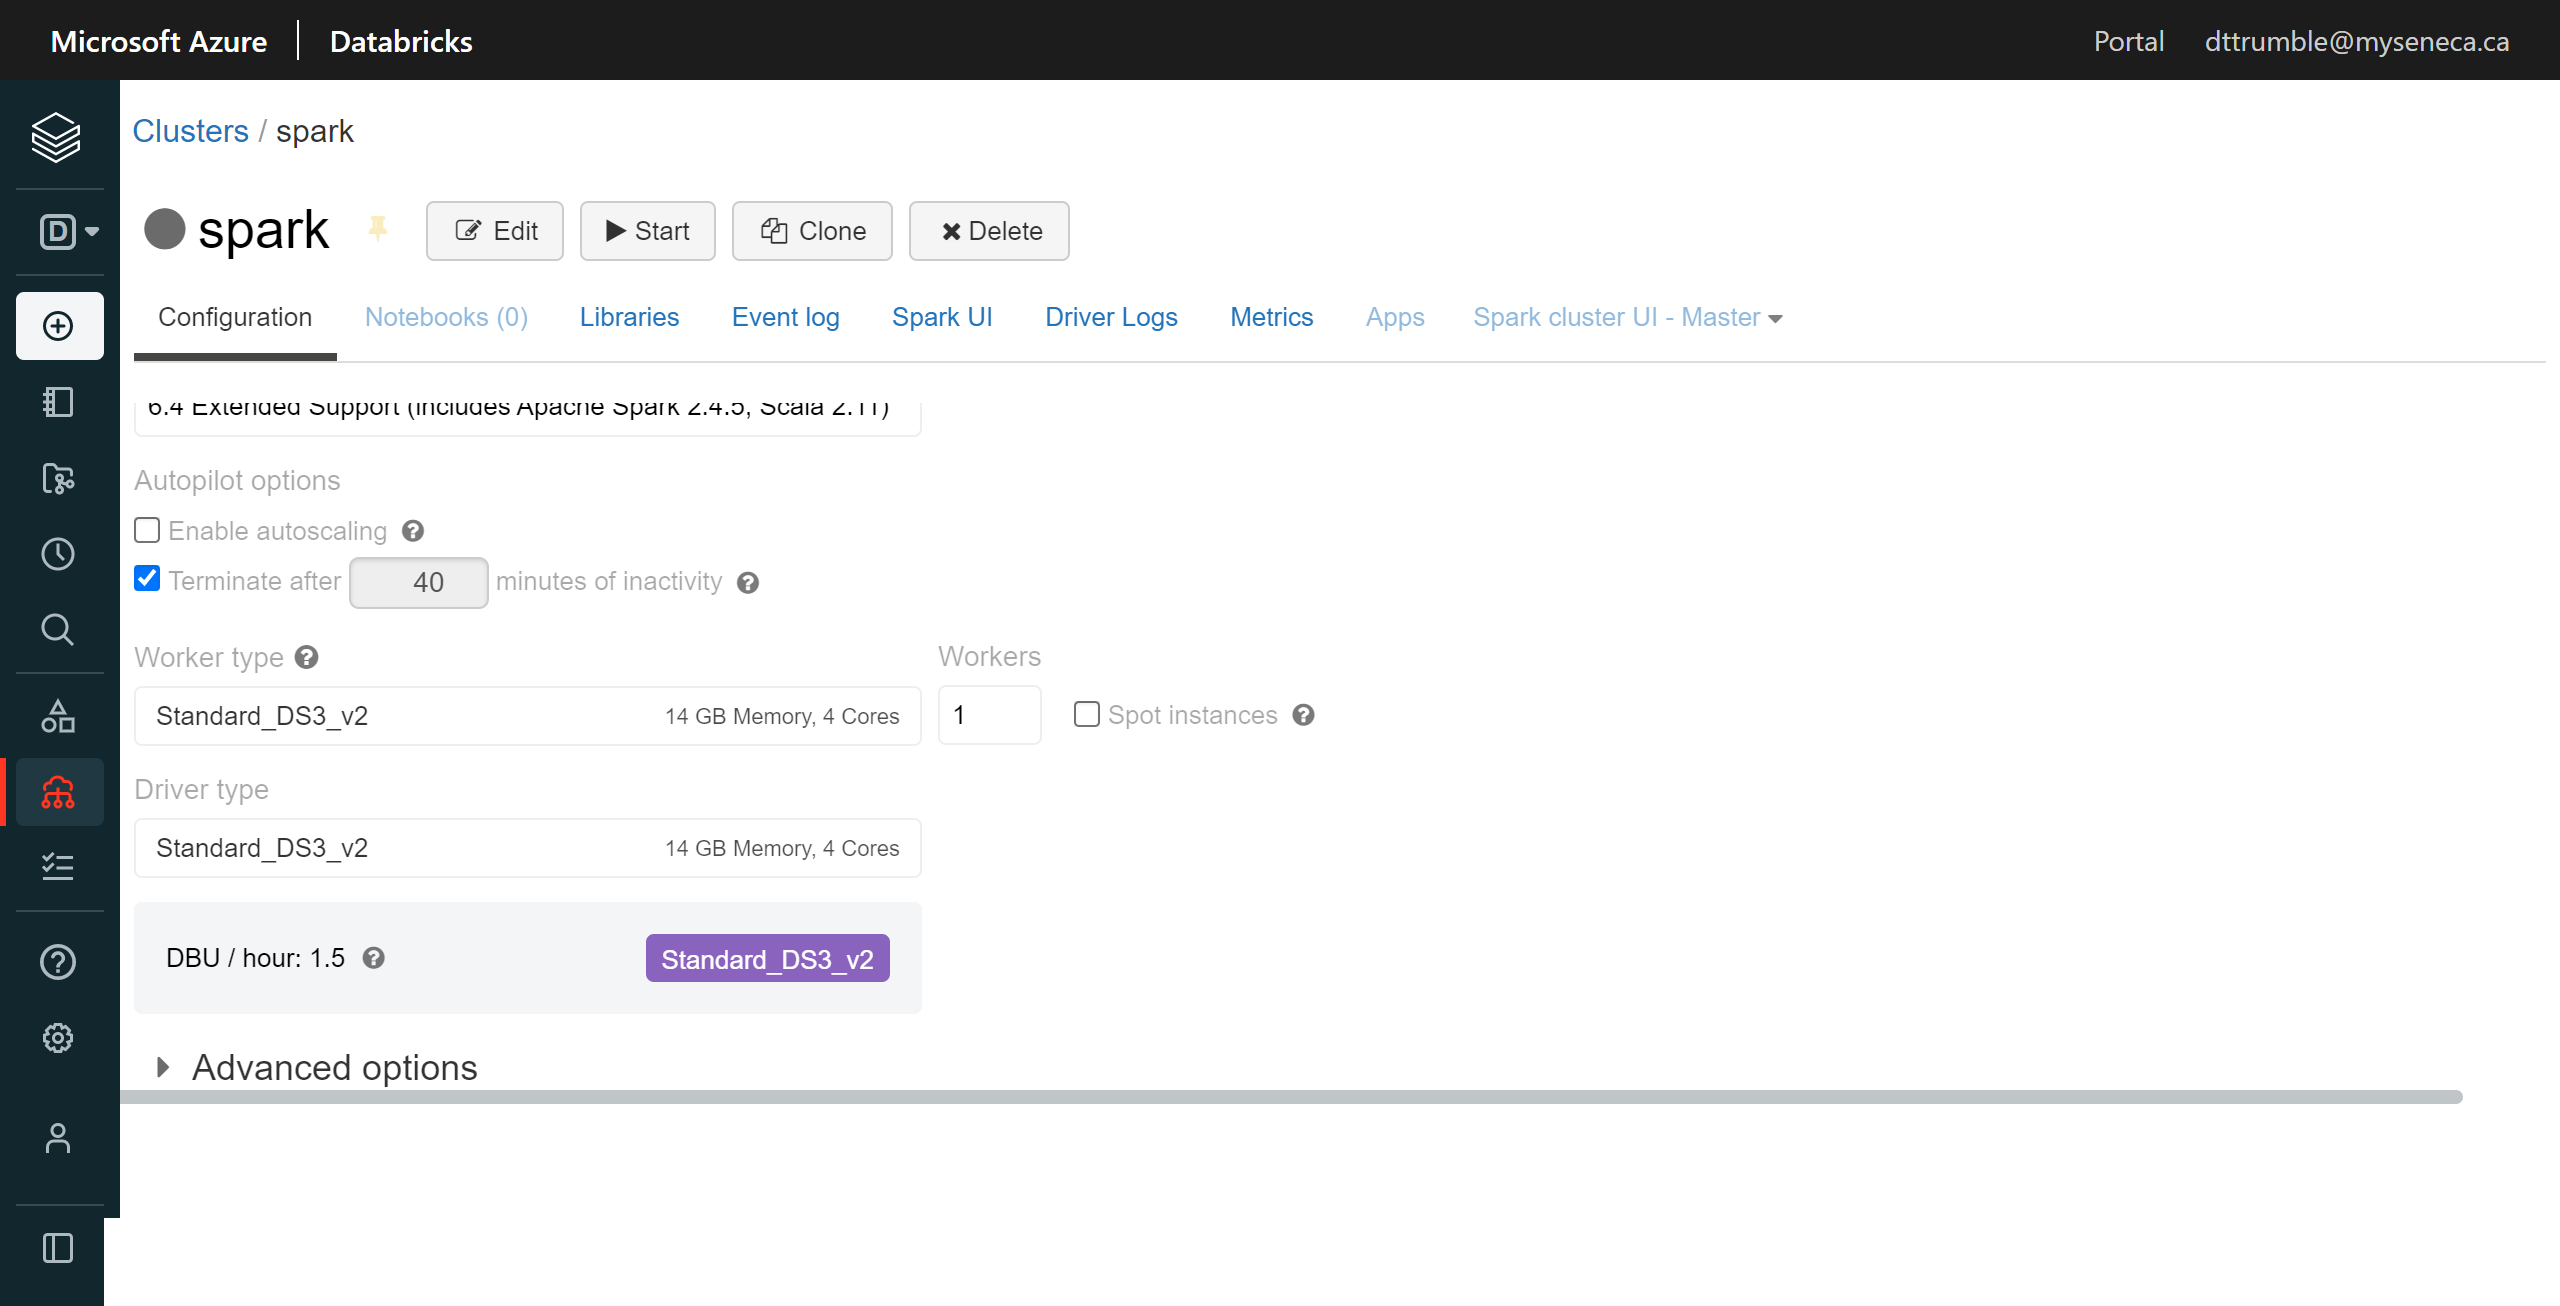 Microsoft Azure | Databricks Portal dttrumble@myseneca.ca
Clusters / spark
D spark Edit Start Clone Delete
Configuration Notebooks (0) Libraries Event log Spark UI Driver Logs Metrics Apps Spark cluster UI - Master
6.4 Extended Support (includes Apache Spark 2.4.5, Scala 2.11)
Autopilot options
Enable autoscaling ?
Terminate after 40 minutes of inactivity ?
Worker type ? Workers
Standard_DS3_v2 14 GB Memory, 4 Cores 1 Spot instances ?
Driver type
Standard_DS3_v2 14 GB Memory, 4 Cores
DBU / hour: 1.5 ? Standard_DS3_v2
Advanced options